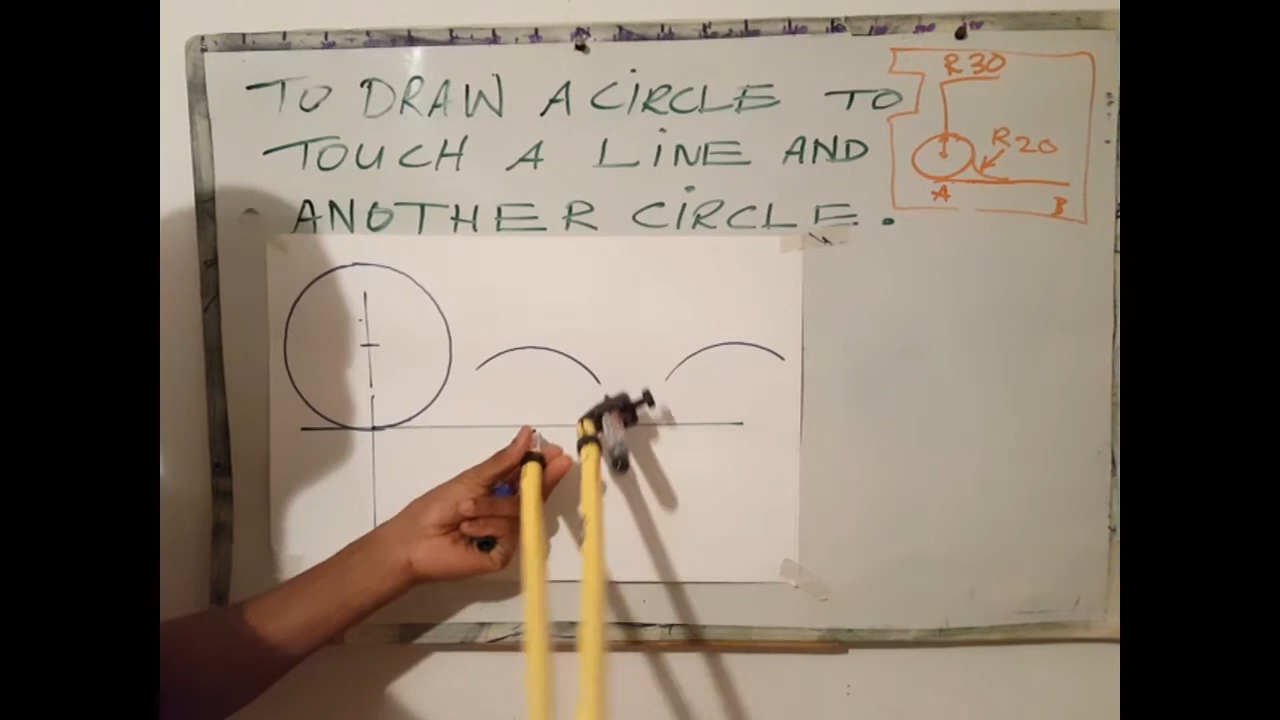 TO DRAW A CIRCLE TO
TOUCH A LINE AND
ANOTHER CIRCLE.
R30
R20
A
B